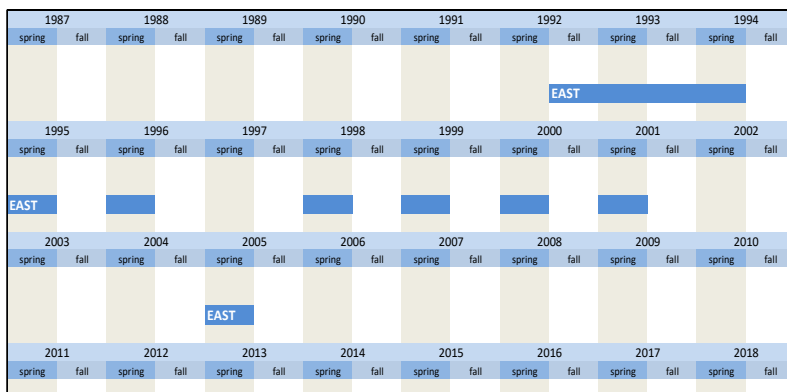 1987 1988 1989 1990 1991 1992 1993 1994
spring fall spring fall spring fall spring fall spring fall spring fall spring fall spring fall
EAST
1995 1996 1997 1998 1999 2000 2001 2002
spring fall spring fall spring fall spring fall spring fall spring fall spring fall spring fall
EAST
2003 2004 2005 2006 2007 2008 2009 2010
spring fall spring fall spring fall spring fall spring fall spring fall spring fall spring fall
EAST
2011 2012 2013 2014 2015 2016 2017 2018
spring fall spring fall spring fall spring fall spring fall spring fall spring fall spring fall